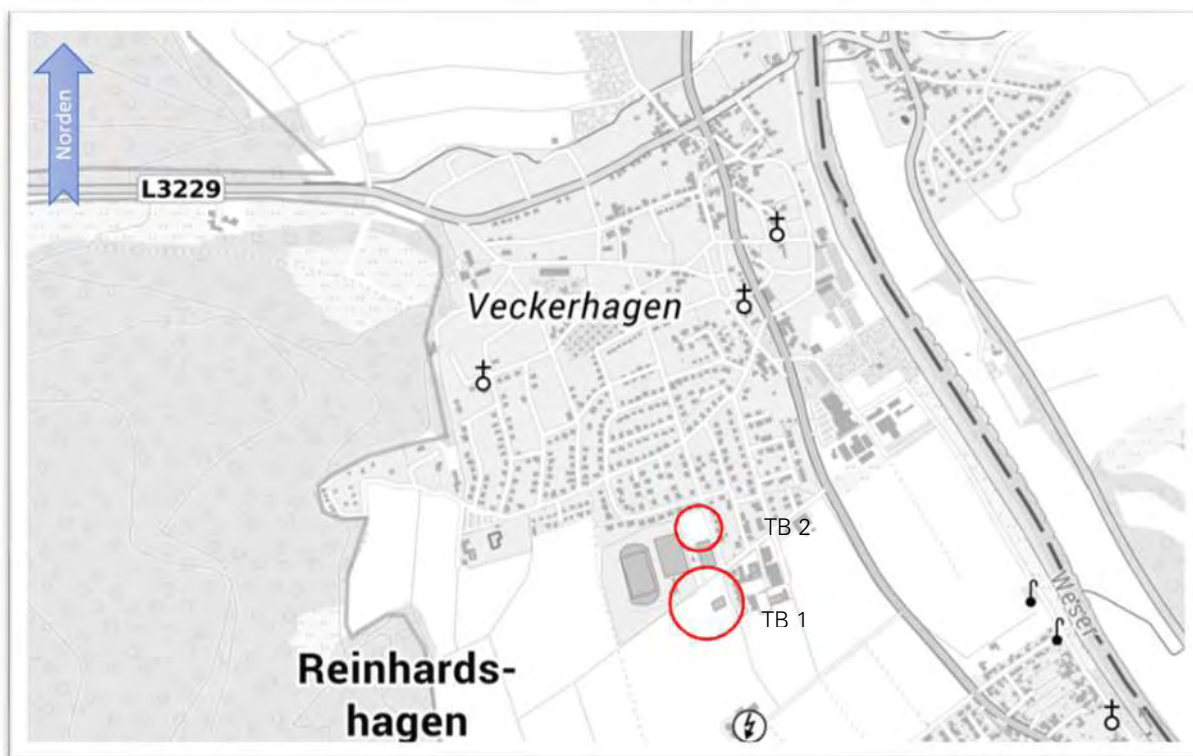 Norden
L3229
Veckerhagen
TB 2
TB 1
Weser
Reinhards-
hagen